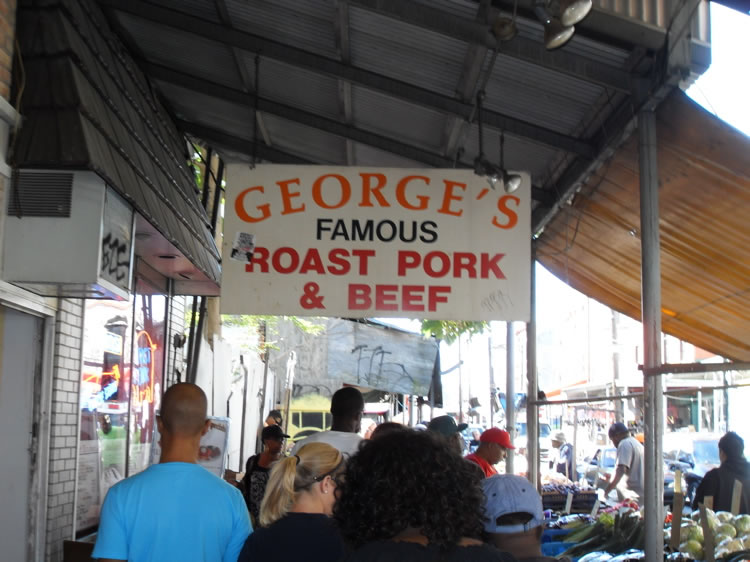 GEORGE'S
FAMOUS
ROAST PORK
& BEEF